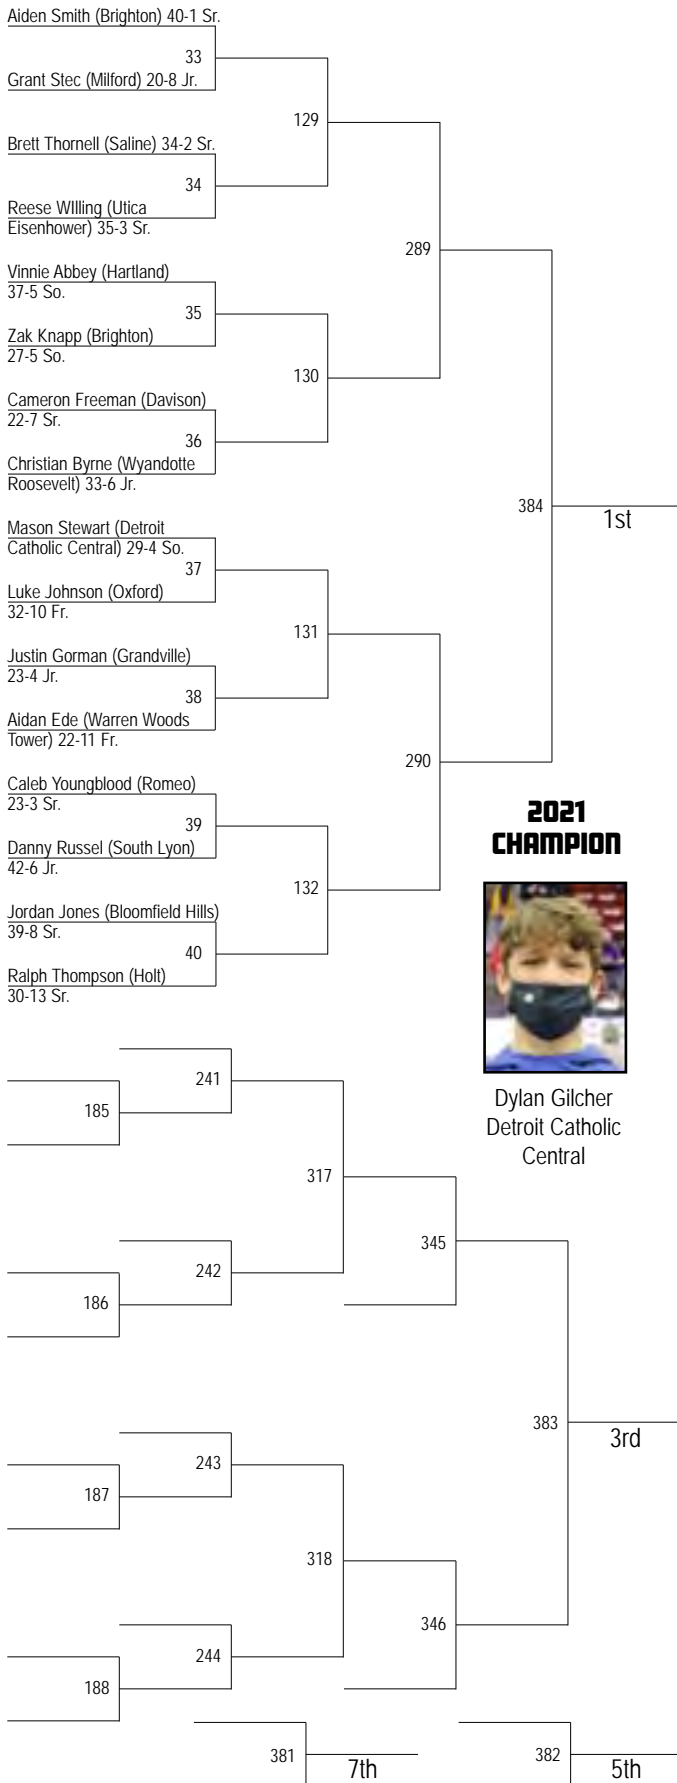 Aiden Smith (Brighton) 40-1 Sr.
33
Grant Stec (Milford) 20-8 Jr.
129
Brett Thornell (Saline) 34-2 Sr.
34
Reese WIlling (Utica
Eisenhower) 35-3 Sr.
289
Vinnie Abbey (Hartland)
37-5 So.
35
Zak Knapp (Brighton)
27-5 So.
130
Cameron Freeman (Davison)
22-7 Sr.
36
Christian Byrne (Wyandotte
Roosevelt) 33-6 Jr.
384
1st
Mason Stewart (Detroit
Catholic Central) 29-4 So.
37
Luke Johnson (Oxford)
32-10 Fr.
131
Justin Gorman (Grandville)
23-4 Jr.
38
Aidan Ede (Warren Woods
Tower) 22-11 Fr.
290
Caleb Youngblood (Romeo)
23-3 Sr.
39
Danny Russel (South Lyon)
42-6 Jr.
132
Jordan Jones (Bloomfield Hills)
39-8 Sr.
40
Ralph Thompson (Holt)
30-13 Sr.
2021
CHAMPION
Dylan Gilcher
Detroit Catholic
Central
241
185
317
345
242
186
383
3rd
243
187
318
346
244
188
381
7th
382
5th